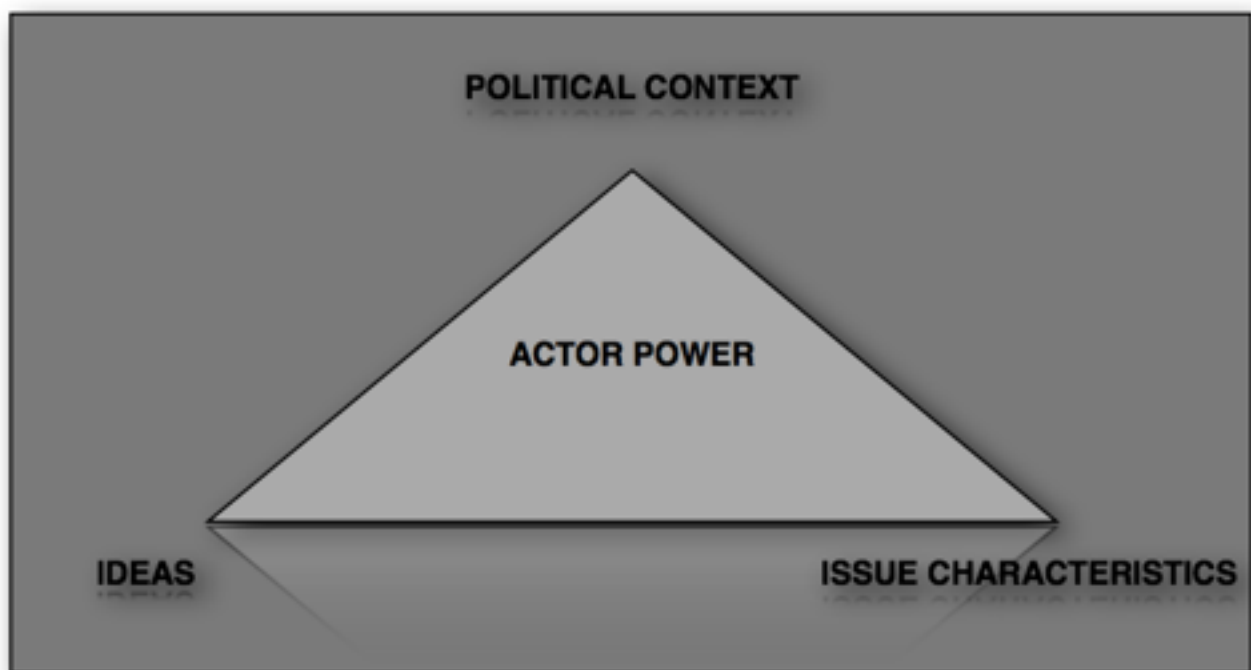 POLITICAL CONTEXT
ACTOR POWER
IDEAS
ISSUE CHARACTERISTICS